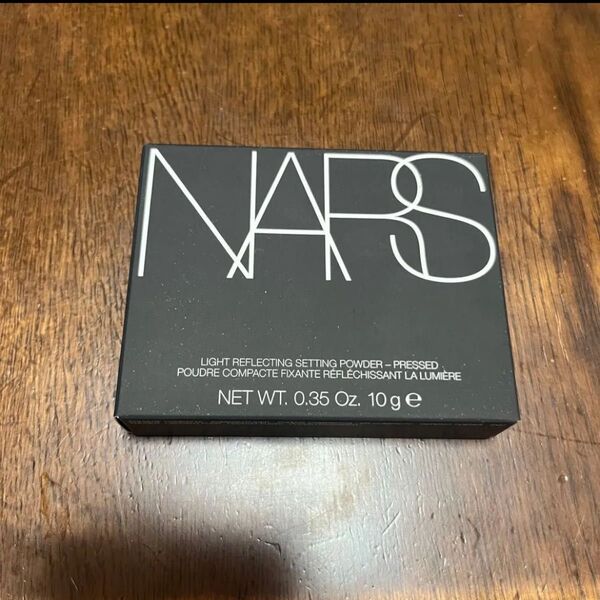 NARS
LIGHT REFLECTING SETTING POWDER – PRESSED
POUDRE COMPACTE FIXANTE RÉFLÉCHISSANT LA LUMIÈRE
NET WT. 0.35 Oz. 10 g ℮